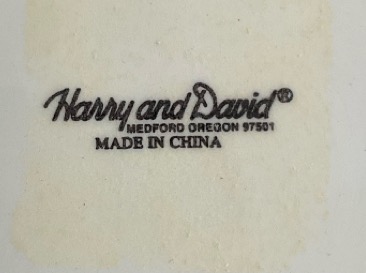 Harry and David®
MEDFORD OREGON 97501
MADE IN CHINA